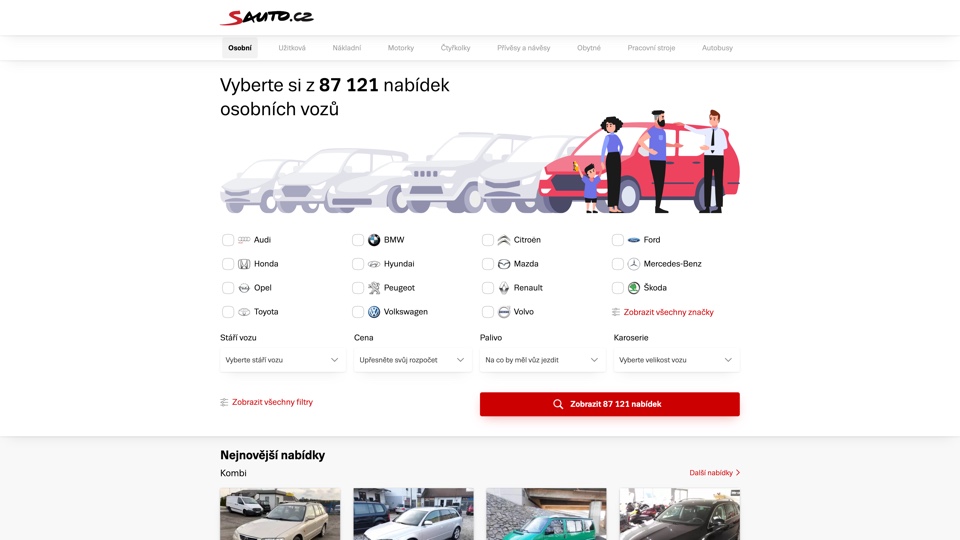 SAUTO.CZ
Osobní
Užitková
Nákladní
Motorky
Čtyřkolky
Přívěsy a návěsy
Obytné
Pracovní stroje
Autobusy
Vyberte si z 87 121 nabídek
osobních vozů
Audi
BMW
Citroën
Ford
Honda
Hyundai
Mazda
Mercedes-Benz
Opel
Peugeot
Renault
Škoda
Toyota
Volkswagen
Volvo
Zobrazit všechny značky
Stáří vozu
Cena
Palivo
Karoserie
Vyberte stáří vozu
Upřesněte svůj rozpočet
Na co by měl vůz jezdit
Vyberte velikost vozu
Zobrazit všechny filtry
Zobrazit 87 121 nabídek
Nejnovější nabídky
Kombi
Další nabídky